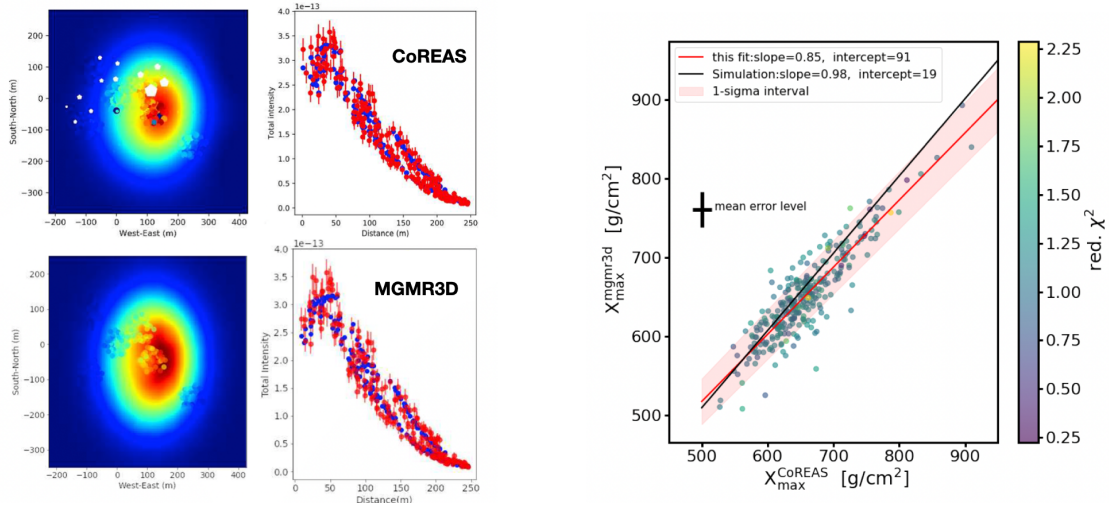 200
100
0
−100
−200
−300
South-North (m)
−200 −100 0 100 200 300 400
West-East (m)
1e−13
4.0
3.5
3.0
2.5
2.0
1.5
1.0
0.5
0.0
Total intensity
CoREAS
0 50 100 150 200 250
Distance (m)
200
100
0
−100
−200
−300
South-North (m)
−200 −100 0 100 200 300 400
West-East (m)
1e−13
4.0
3.5
3.0
2.5
2.0
1.5
1.0
0.5
0.0
Total Intensity
MGMR3D
0 50 100 150 200 250
Distance(m)
this fit:slope=0.85, intercept=91
Simulation:slope=0.98, intercept=19
1-sigma interval
mean error level
900
800
700
600
500
X_max^mgmr3d [g/cm²]
500 600 700 800 900
X_max^CoREAS [g/cm²]
2.25
2.00
1.75
1.50
1.25
1.00
0.75
0.50
0.25
red. χ²